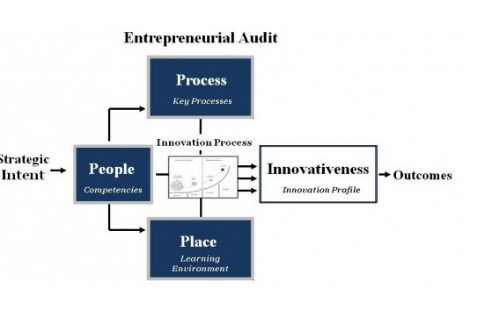 Entrepreneurial Audit
Process
Key Processes
Innovation Process
Strategic
Intent
People
Competencies
Innovativeness
Innovation Profile
Outcomes
Place
Learning
Environment